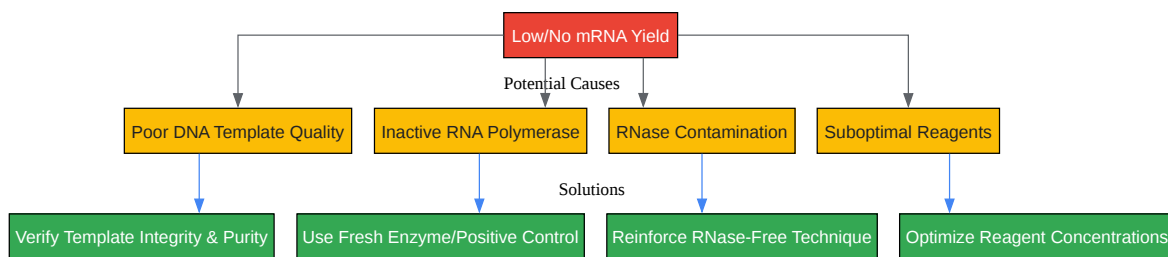 Low/No mRNA Yield
Potential Causes
Poor DNA Template Quality
Inactive RNA Polymerase
RNase Contamination
Suboptimal Reagents
Solutions
Verify Template Integrity & Purity
Use Fresh Enzyme/Positive Control
Reinforce RNase-Free Technique
Optimize Reagent Concentrations